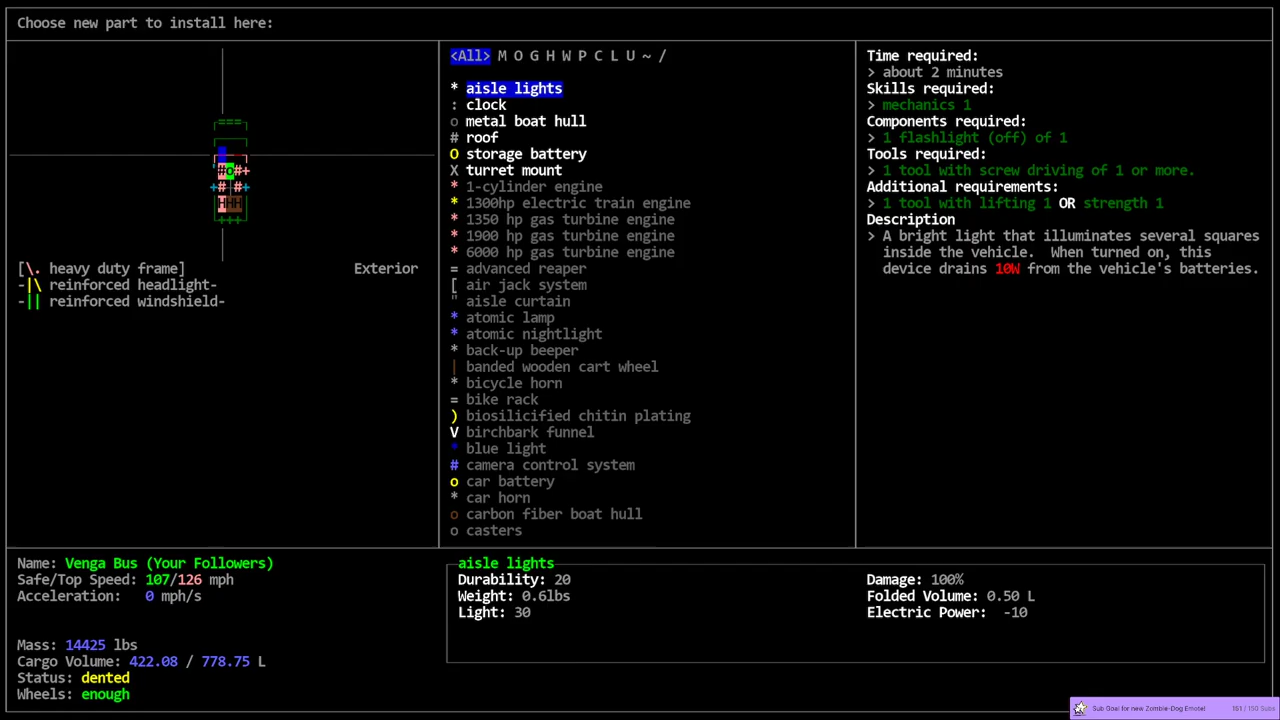 Choose new part to install here:
[\. heavy duty frame] Exterior
-|\ reinforced headlight-
-|| reinforced windshield-
<All> M O G H W P C L U ~ /
* aisle lights
: clock
o metal boat hull
# roof
O storage battery
X turret mount
* 1-cylinder engine
* 1300hp electric train engine
* 1350 hp gas turbine engine
* 1900 hp gas turbine engine
* 6000 hp gas turbine engine
= advanced reaper
[ air jack system
" aisle curtain
* atomic lamp
* atomic nightlight
* back-up beeper
| banded wooden cart wheel
* bicycle horn
= bike rack
) biosilicified chitin plating
V birchbark funnel
* blue light
# camera control system
o car battery
* car horn
o carbon fiber boat hull
o casters
Time required:
> about 2 minutes
Skills required:
> mechanics 1
Components required:
> 1 flashlight (off) of 1
Tools required:
> 1 tool with screw driving of 1 or more.
Additional requirements:
> 1 tool with lifting 1 OR strength 1
Description
> A bright light that illuminates several squares
inside the vehicle.  When turned on, this
device drains 10W from the vehicle's batteries.
Name: Venga Bus (Your Followers)
Safe/Top Speed: 107/126 mph
Acceleration: 0 mph/s
Mass: 14425 lbs
Cargo Volume: 422.08 / 778.75 L
Status: dented
Wheels: enough
aisle lights
Durability: 20
Weight: 0.6lbs
Light: 30
Damage: 100%
Folded Volume: 0.50 L
Electric Power: -10
Sub Goal for new Zombie-Dog Emote! 151 / 150 Subs